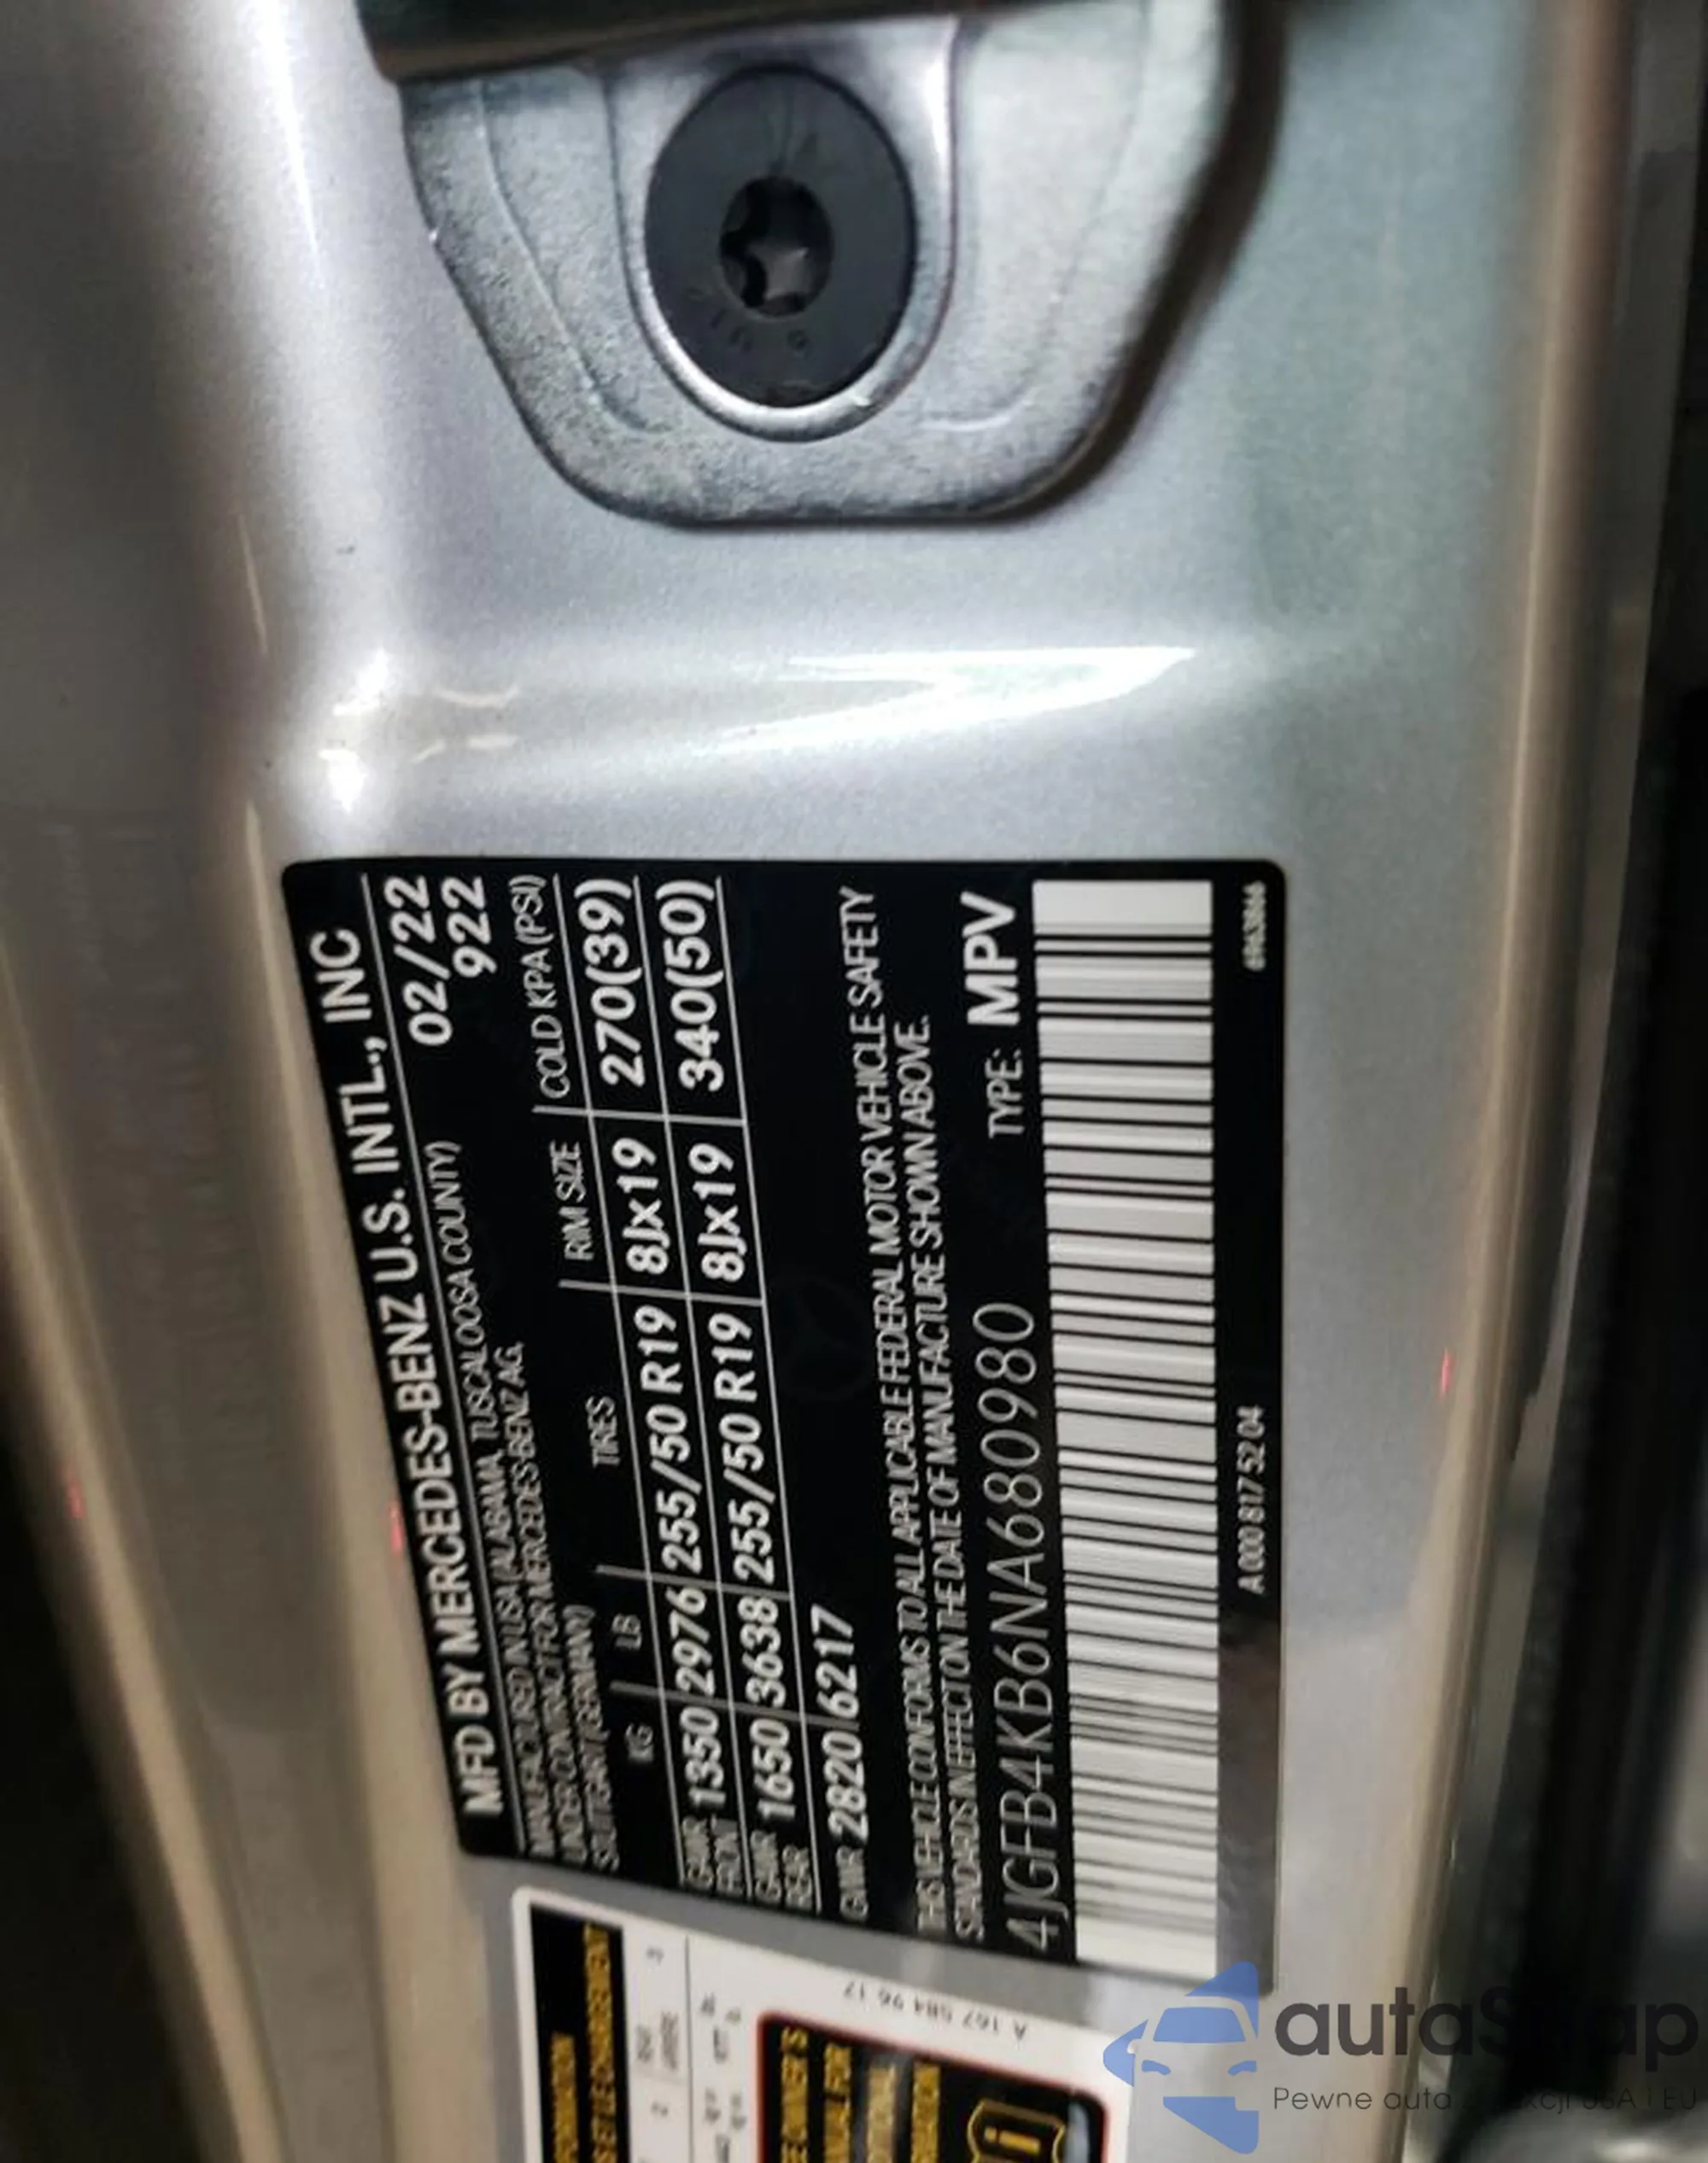 MFD BY MERCEDES-BENZ U.S. INTL., INC
MANUFACTURED IN USA (ALABAMA, TUSCALOOSA COUNTY) 02/22
UNDER CONTRACT FOR MERCEDES-BENZ AG, 922
STUTTGART (GERMANY)
KG LB TIRES RIM SIZE COLD KPA (PSI)
GAWR FRONT 1350 2976 255/50 R19 8Jx19 270(39)
GAWR REAR 1650 3638 255/50 R19 8Jx19 340(50)
GVWR 2820 6217
THIS VEHICLE CONFORMS TO ALL APPLICABLE FEDERAL MOTOR VEHICLE SAFETY
STANDARDS IN EFFECT ON THE DATE OF MANUFACTURE SHOWN ABOVE.
4JGFB4KB6NA680980 TYPE: MPV
A 000 817 52 04
A 167 584 96 17
Pewne auta